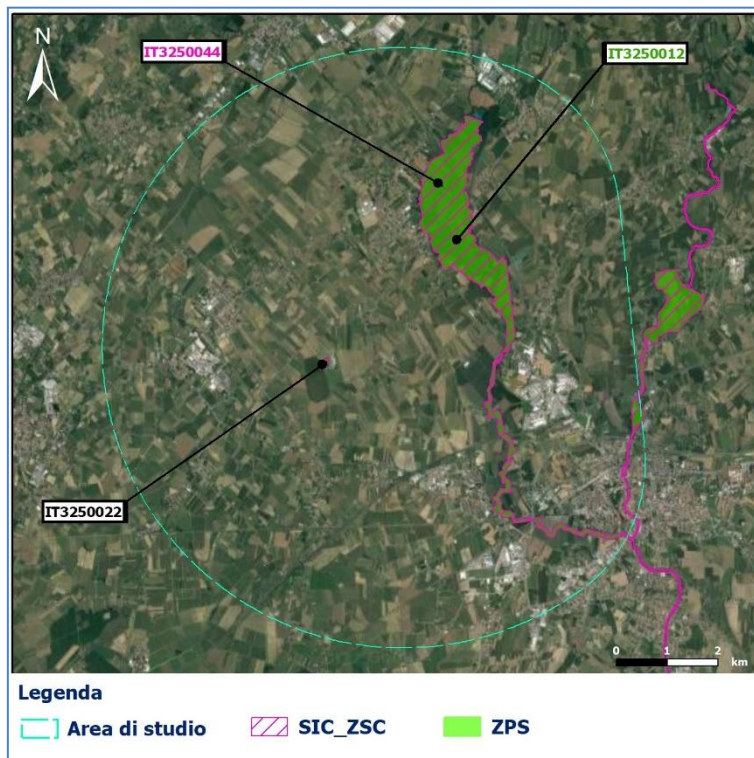 IT3250044
IT3250012
N
IT3250022
0 1 2
km
Legenda
Area di studio SIC_ZSC ZPS